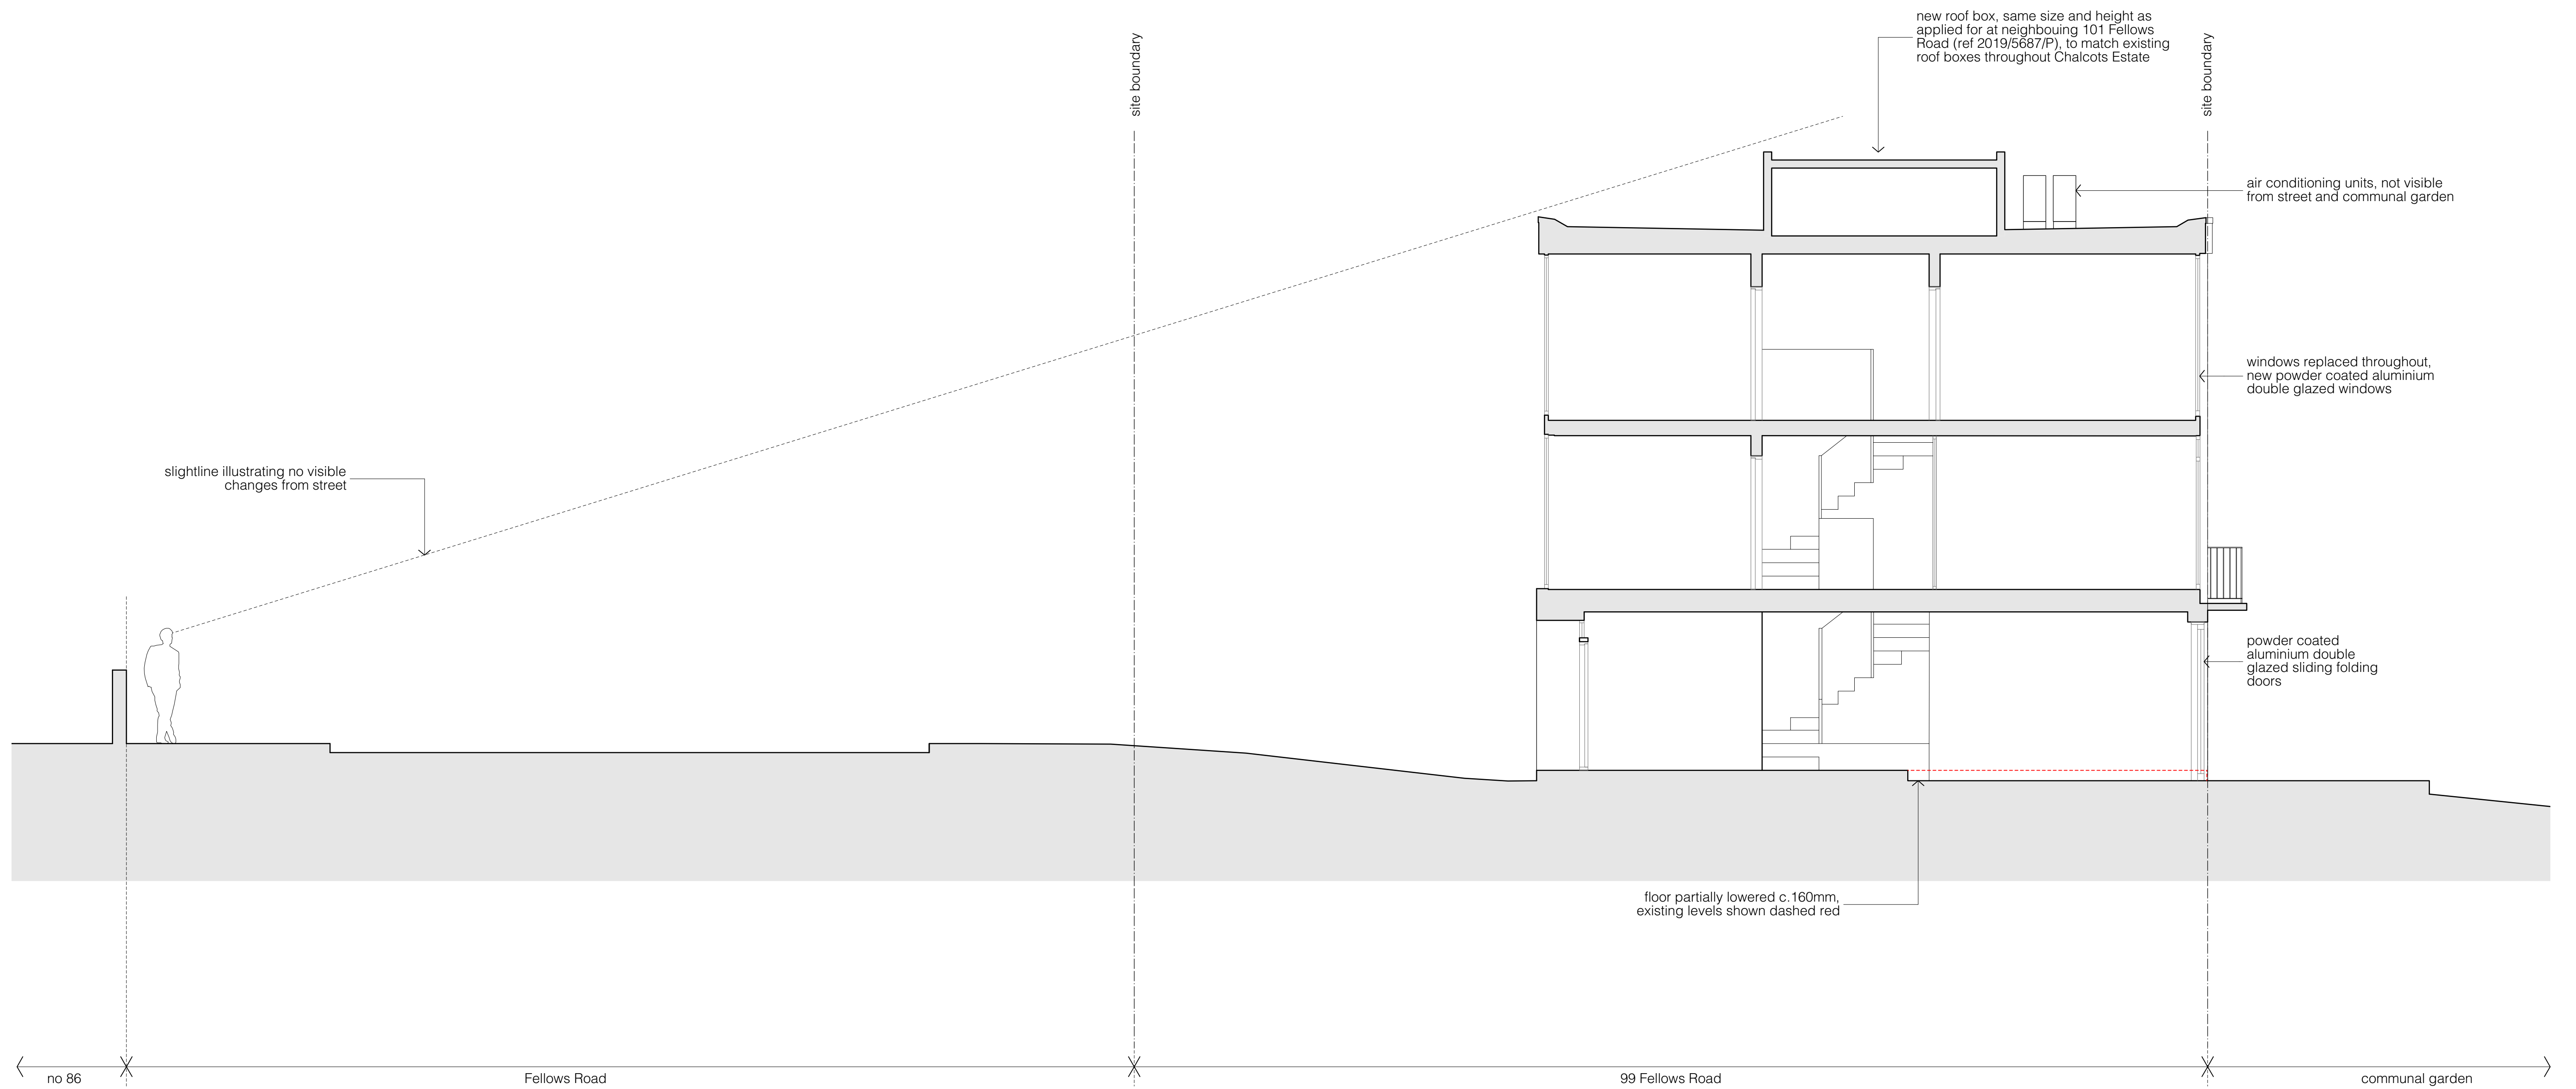 new roof box, same size and height as
applied for at neighbouing 101 Fellows
Road (ref 2019/5687/P), to match existing
roof boxes throughout Chalcots Estate
site boundary
site boundary
air conditioning units, not visible
from street and communal garden
windows replaced throughout,
new powder coated aluminium
double glazed windows
slightline illustrating no visible
changes from street
powder coated
aluminium double
glazed sliding folding
doors
floor partially lowered c.160mm,
existing levels shown dashed red
no 86
Fellows Road
99 Fellows Road
communal garden